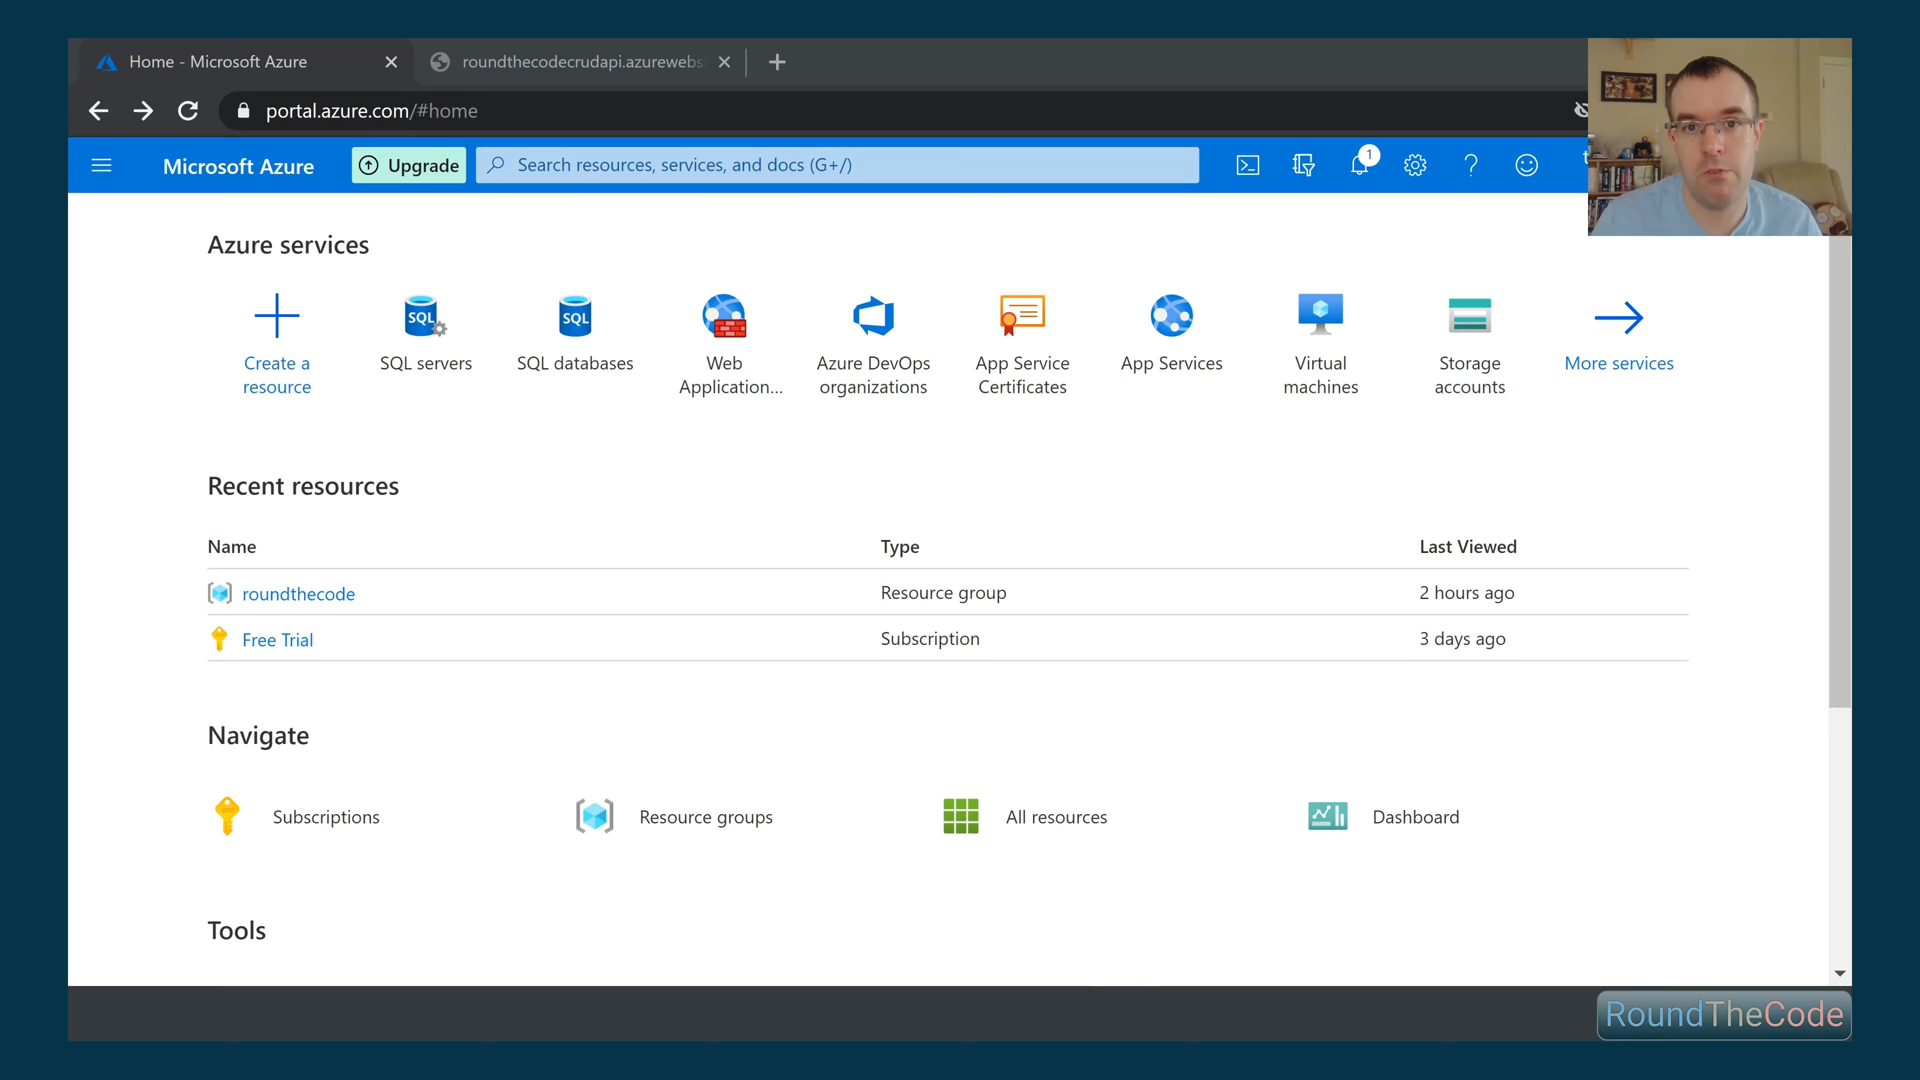 Home - Microsoft Azure
roundthecodecrudapi.azurewebs
portal.azure.com/#home
Microsoft Azure
Upgrade
Search resources, services, and docs (G+/)
1
Azure services
Create a
resource
SQL servers
SQL databases
Web
Application...
Azure DevOps
organizations
App Service
Certificates
App Services
Virtual
machines
Storage
accounts
More services
SQL
SQL
Recent resources
Name
Type
Last Viewed
roundthecode
Resource group
2 hours ago
Free Trial
Subscription
3 days ago
Navigate
Subscriptions
Resource groups
All resources
Dashboard
Tools
RoundTheCode